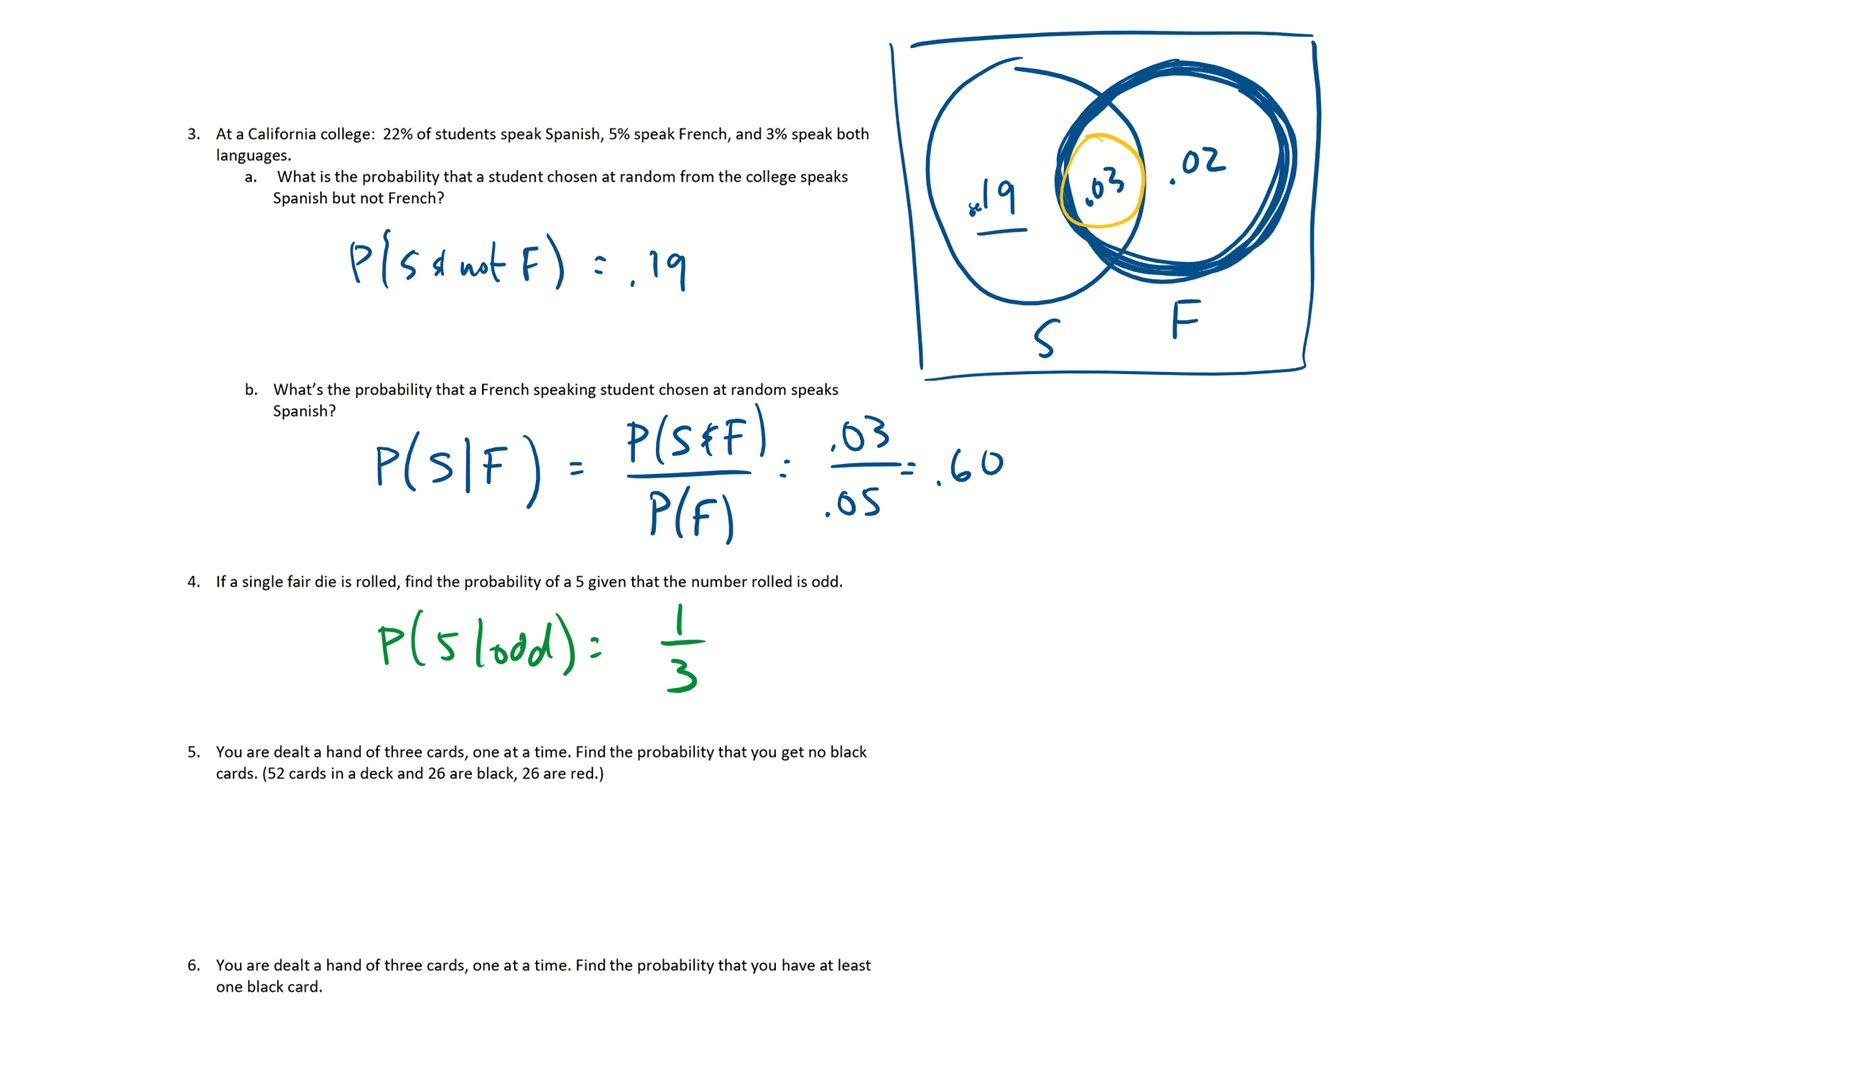 3. At a California college: 22% of students speak Spanish, 5% speak French, and 3% speak both
languages.
a. What is the probability that a student chosen at random from the college speaks
Spanish but not French?
P(S & not F) = .19
.19
.03
.02
S
F
b. What's the probability that a French speaking student chosen at random speaks
Spanish?
P(S|F) = P(S & F) / P(F) = .03 / .05 = .60
4. If a single fair die is rolled, find the probability of a 5 given that the number rolled is odd.
P(5|odd) = 1/3
5. You are dealt a hand of three cards, one at a time. Find the probability that you get no black
cards. (52 cards in a deck and 26 are black, 26 are red.)
6. You are dealt a hand of three cards, one at a time. Find the probability that you have at least
one black card.